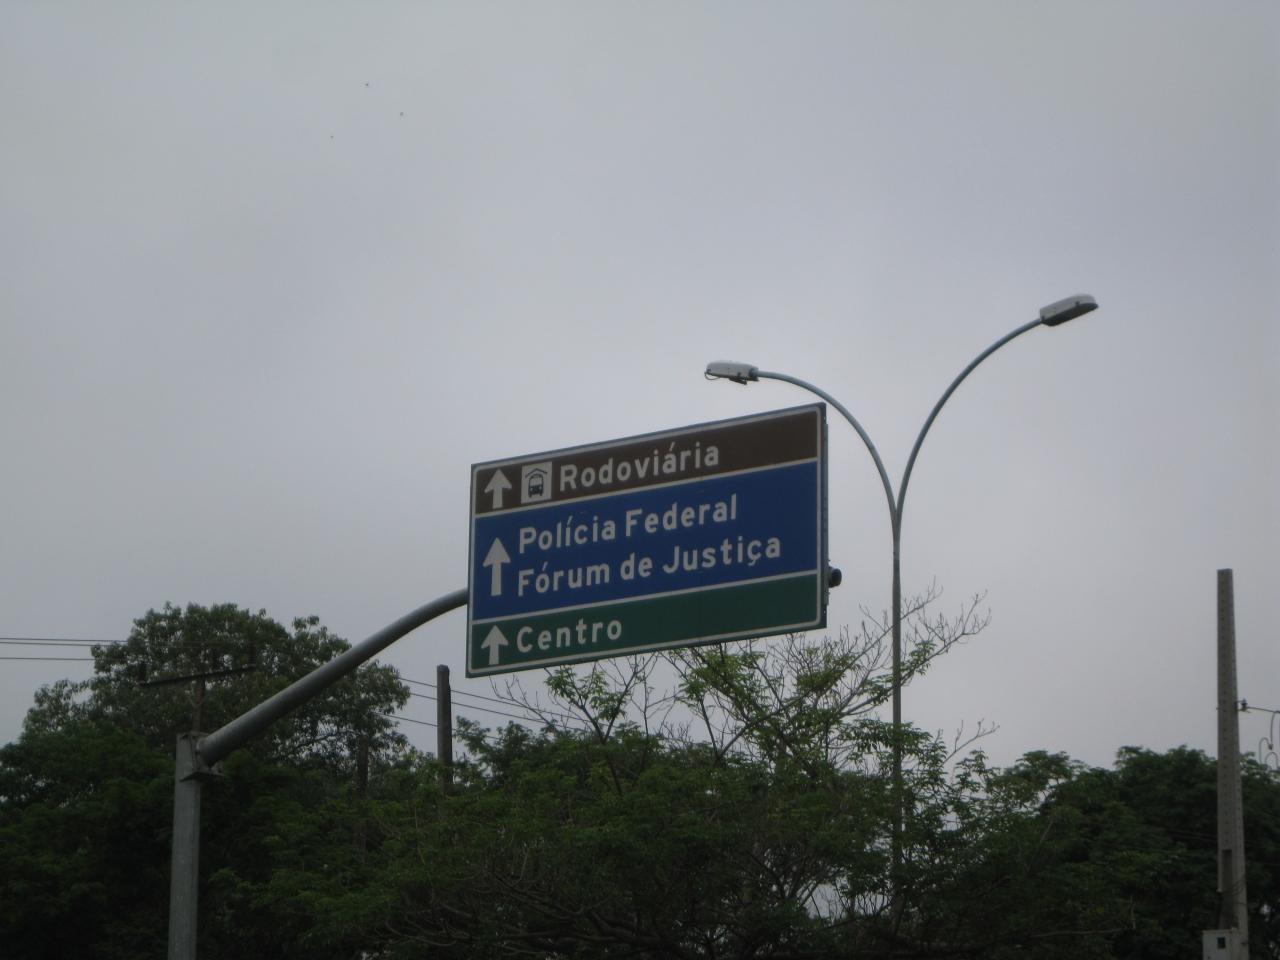 Rodoviária
Polícia Federal
Fórum de Justiça
Centro